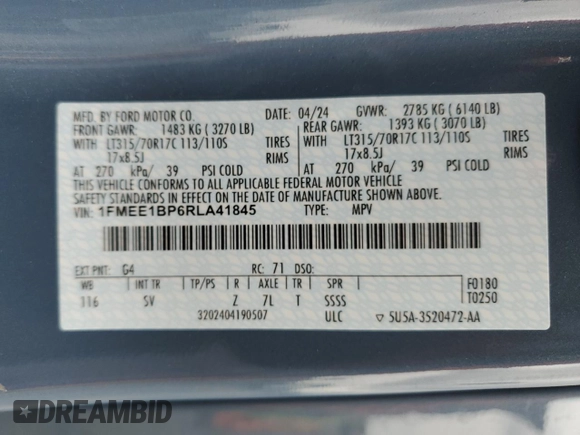 MFD. BY FORD MOTOR CO. DATE: 04/24 GVWR: 2785 KG ( 6140 LB)
FRONT GAWR: 1483 KG ( 3270 LB) REAR GAWR: 1393 KG ( 3070 LB)
WITH LT315/70R17C 113/110S TIRES WITH LT315/70R17C 113/110S TIRES
17x8.5J RIMS 17x8.5J RIMS
AT 270 kPa/ 39 PSI COLD AT 270 kPa/ 39 PSI COLD
THIS VEHICLE CONFORMS TO ALL APPLICABLE FEDERAL MOTOR VEHICLE
SAFETY STANDARDS IN EFFECT ON THE DATE OF MANUFACTURE SHOWN ABOVE.
VIN: 1FMEE1BP6RLA41845 TYPE: MPV
EXT PNT: G4 RC: 71 DSO:
WB INT TR TP/PS R AXLE TR SPR F0180
116 SV Z 7L T SSSS T0250
3202404190507 ULC ▽ SU5A-3520472-AA
DREAMBID